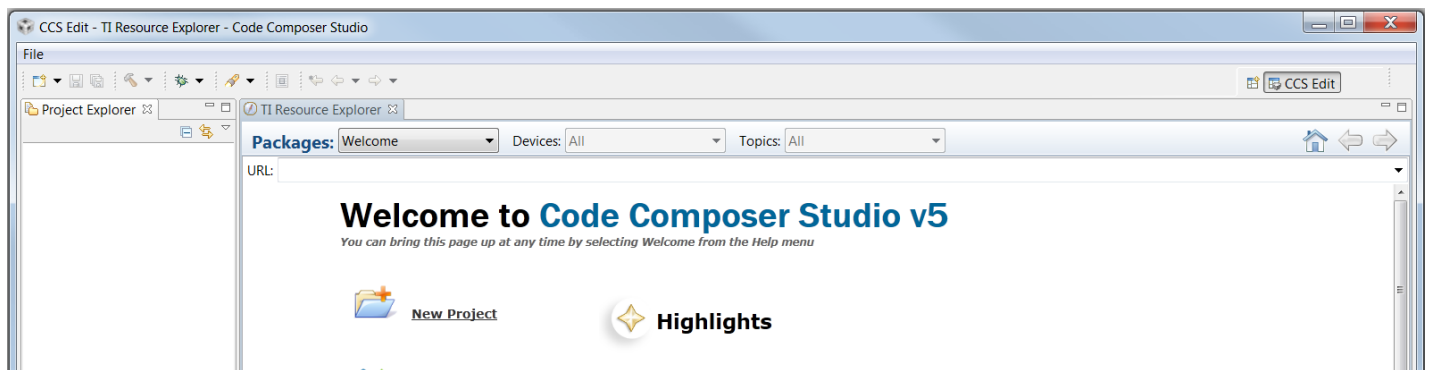 CCS Edit - TI Resource Explorer - Code Composer Studio
File
CCS Edit
Project Explorer
TI Resource Explorer
Packages: Welcome Devices: All Topics: All
URL:
Welcome to Code Composer Studio v5
You can bring this page up at any time by selecting Welcome from the Help menu
New Project
Highlights